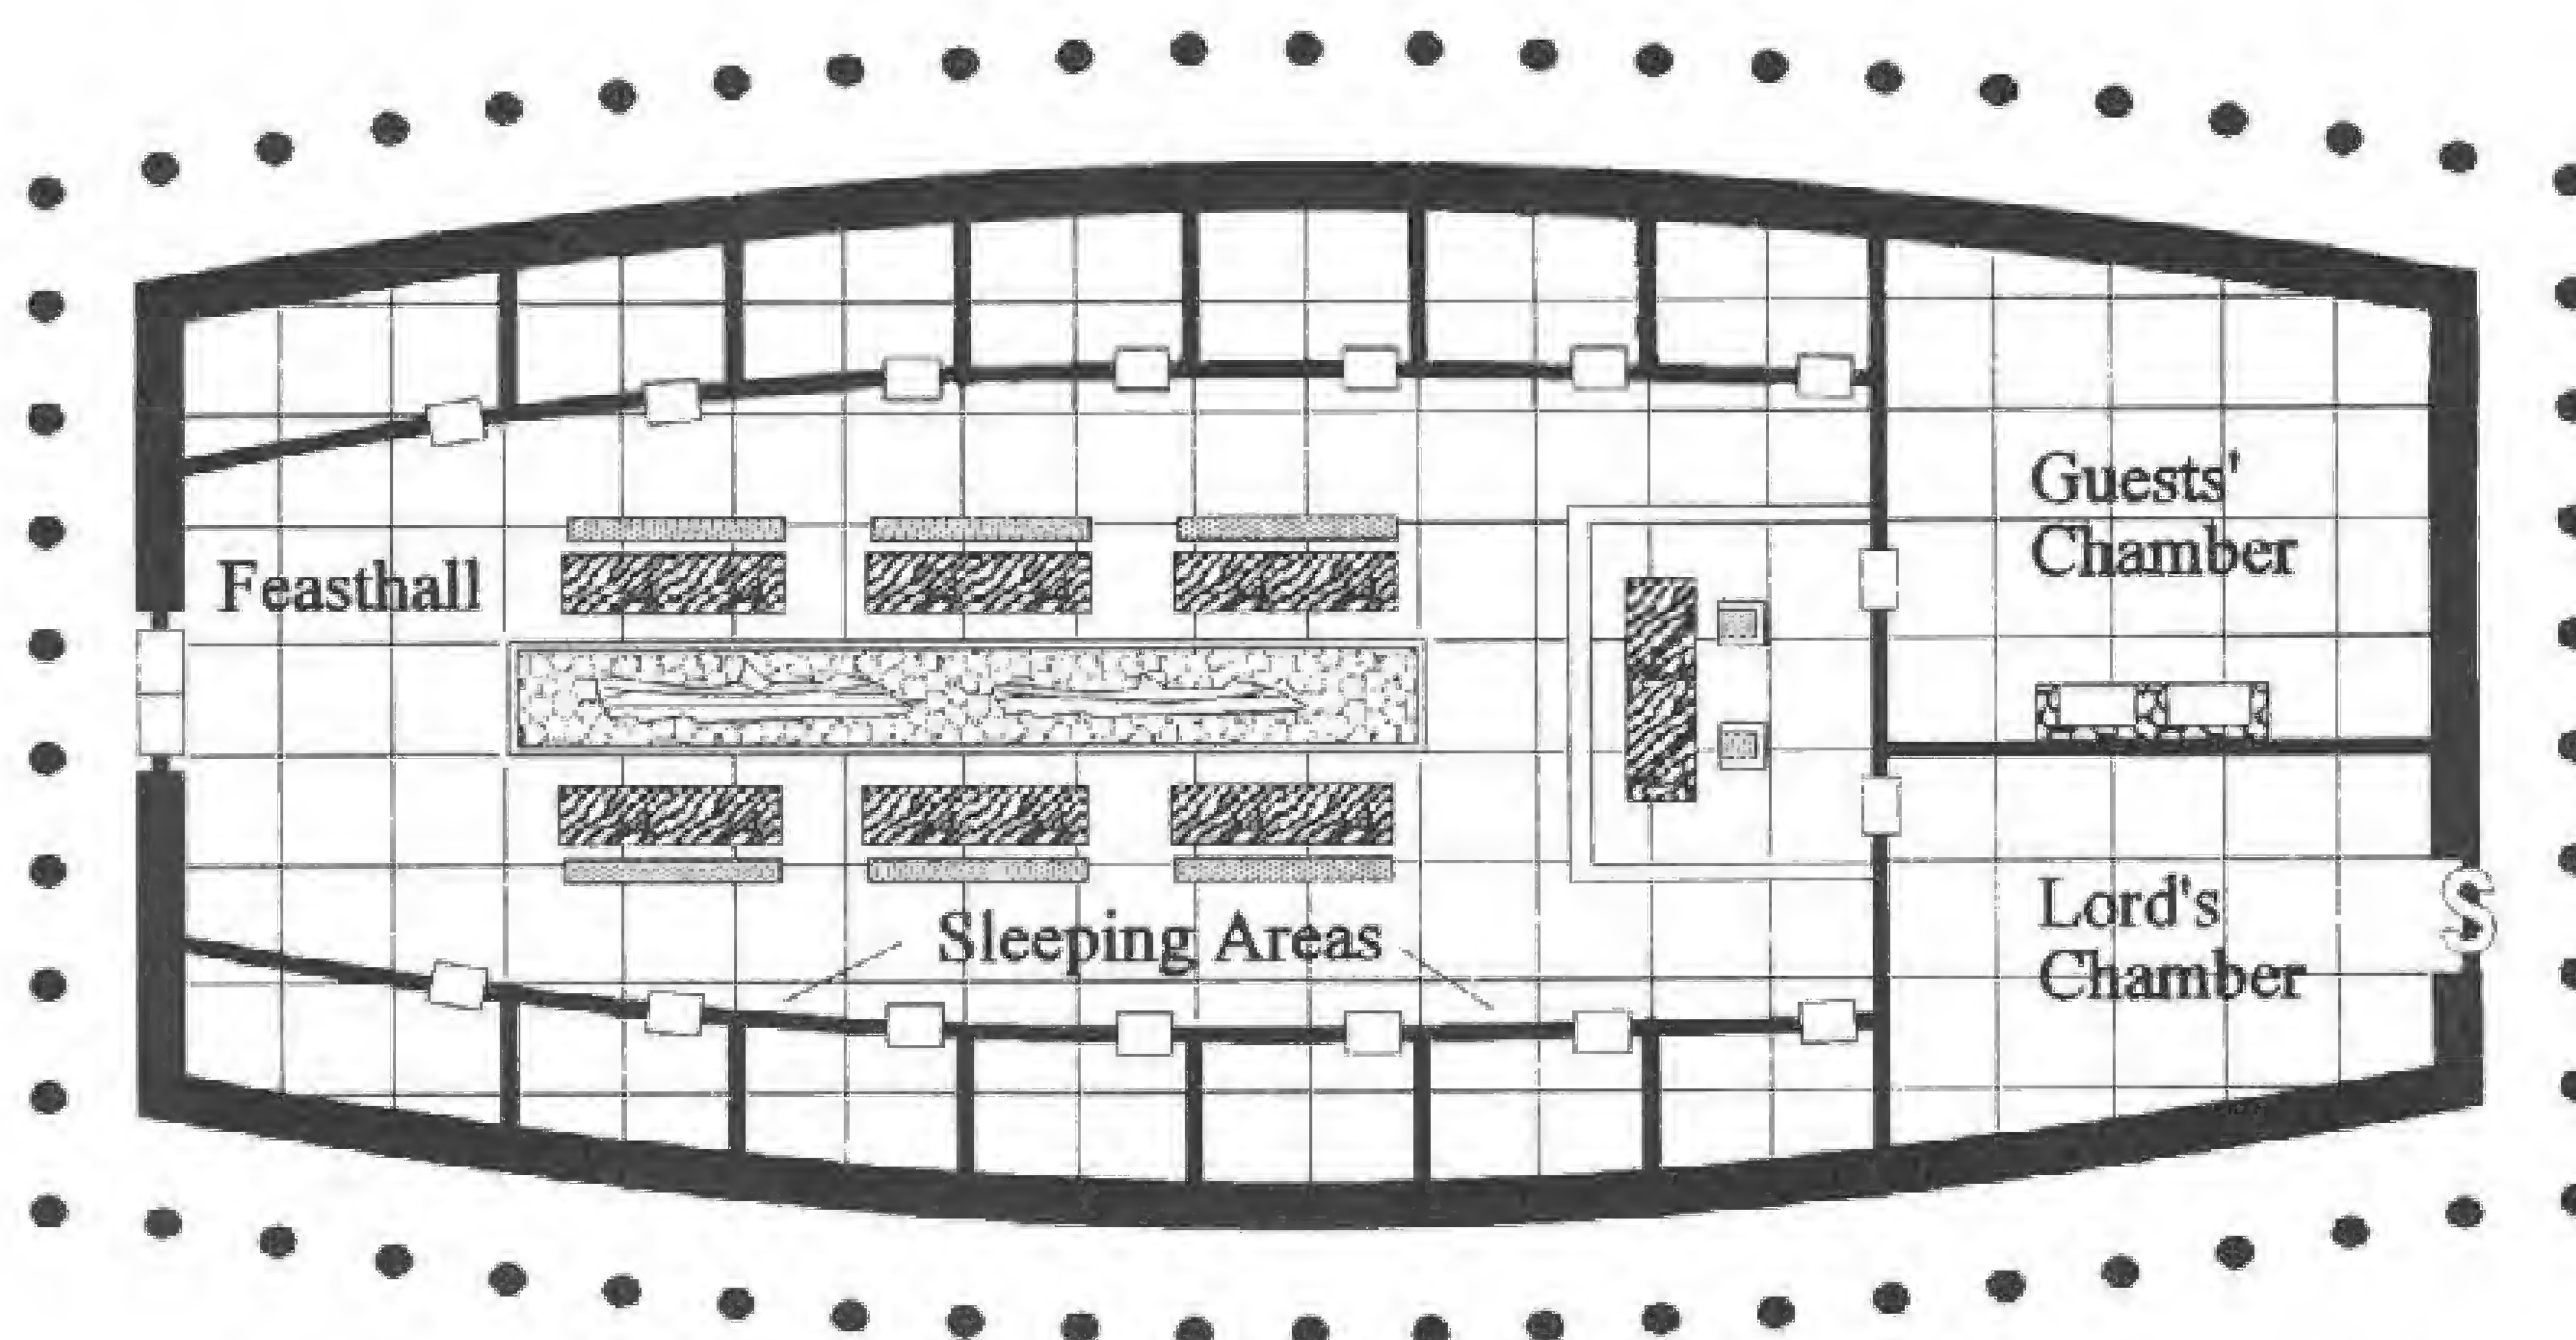 Guests'
Chamber
Feasthall
Sleeping Areas
Lord's
Chamber
S